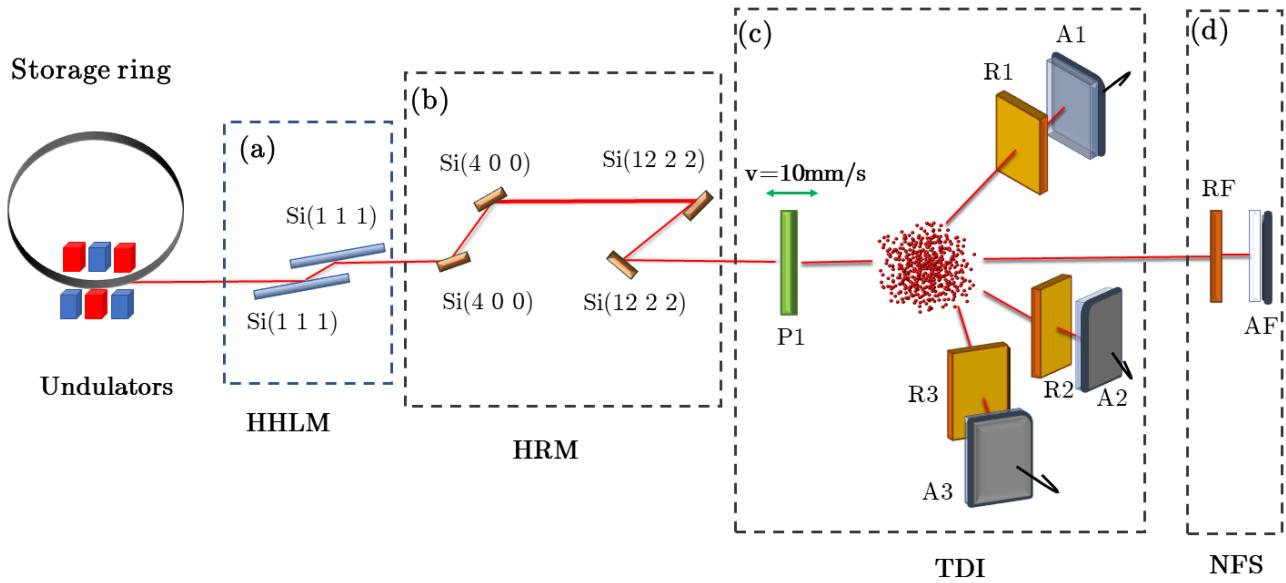 Storage ring
Undulators
(a)
Si(1 1 1)
Si(1 1 1)
HHLM
(b)
Si(4 0 0)
Si(12 2 2)
Si(4 0 0)
Si(12 2 2)
HRM
(c)
v=10mm/s
P1
R1
A1
R2
A2
R3
A3
TDI
(d)
RF
AF
NFS